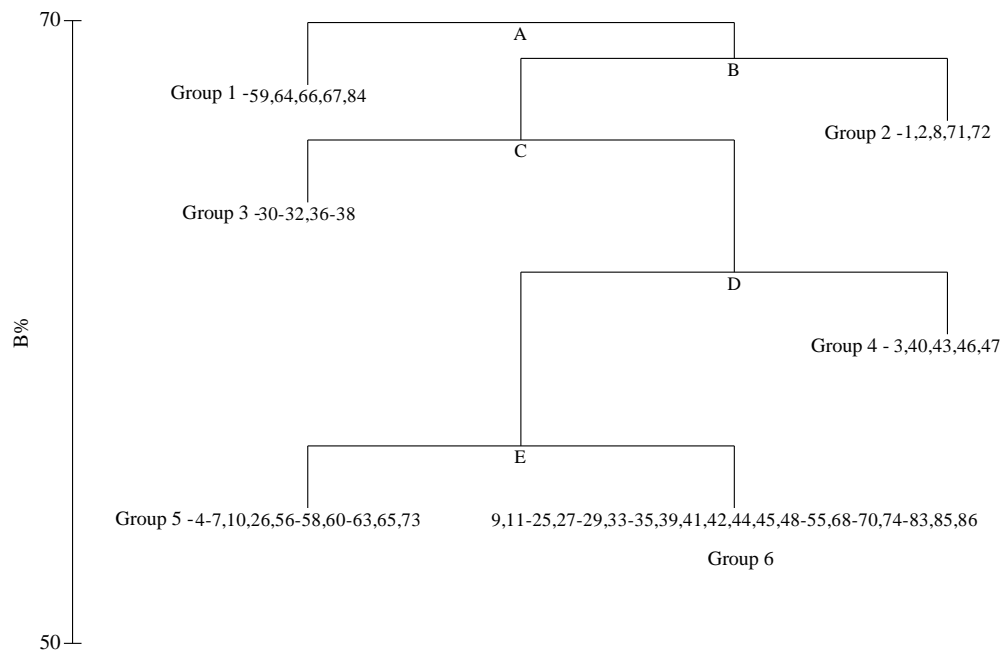 70
A
B
Group 1 -59,64,66,67,84
Group 2 -1,2,8,71,72
C
Group 3 -30-32,36-38
D
B%
Group 4 - 3,40,43,46,47
E
Group 5 -4-7,10,26,56-58,60-63,65,73
9,11-25,27-29,33-35,39,41,42,44,45,48-55,68-70,74-83,85,86
Group 6
50